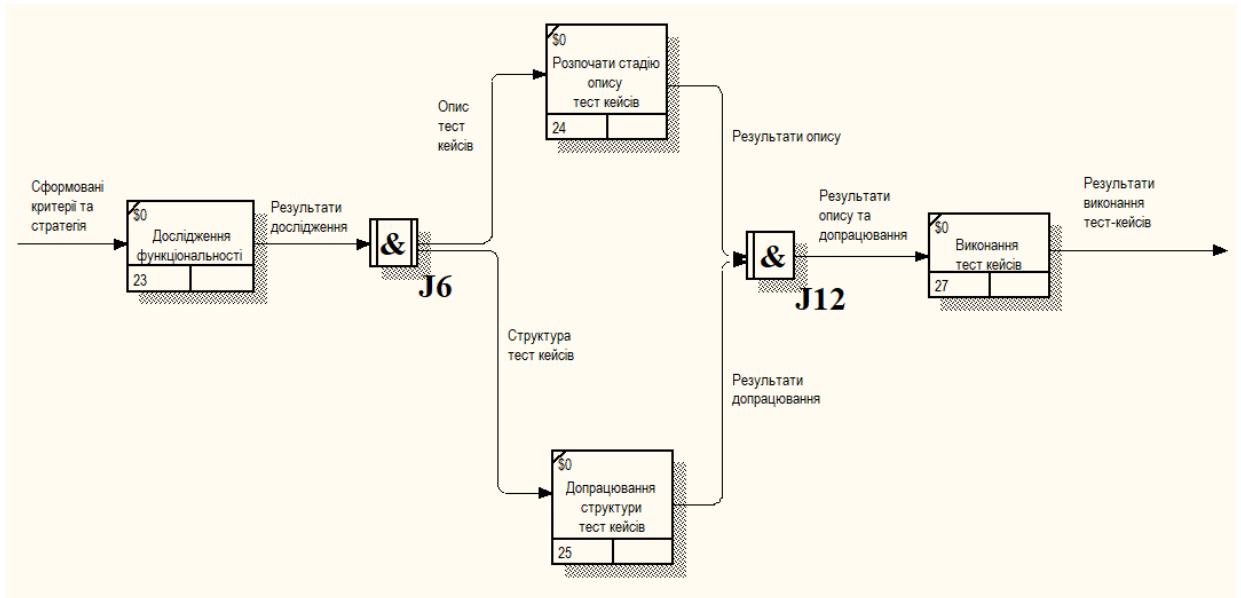 $0
Розпочати стадію
опису
тест кейсів
24
Опис
тест
кейсів
Результати опису
Сформовані
критерії та
стратегія
$0
Дослідження
функціональності
23
Результати
дослідження
&
J6
&
J12
Результати
опису та
допрацювання
$0
Виконання
тест кейсів
27
Результати
виконання
тест-кейсів
Структура
тест кейсів
Результати
допрацювання
$0
Допрацювання
структури
тест кейсів
25